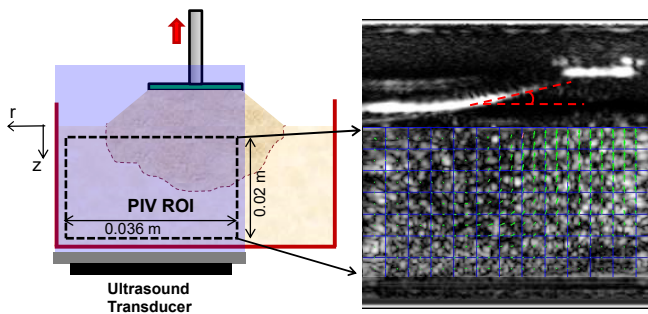 r
z
PIV ROI
0.036 m
0.02 m
Ultrasound
Transducer